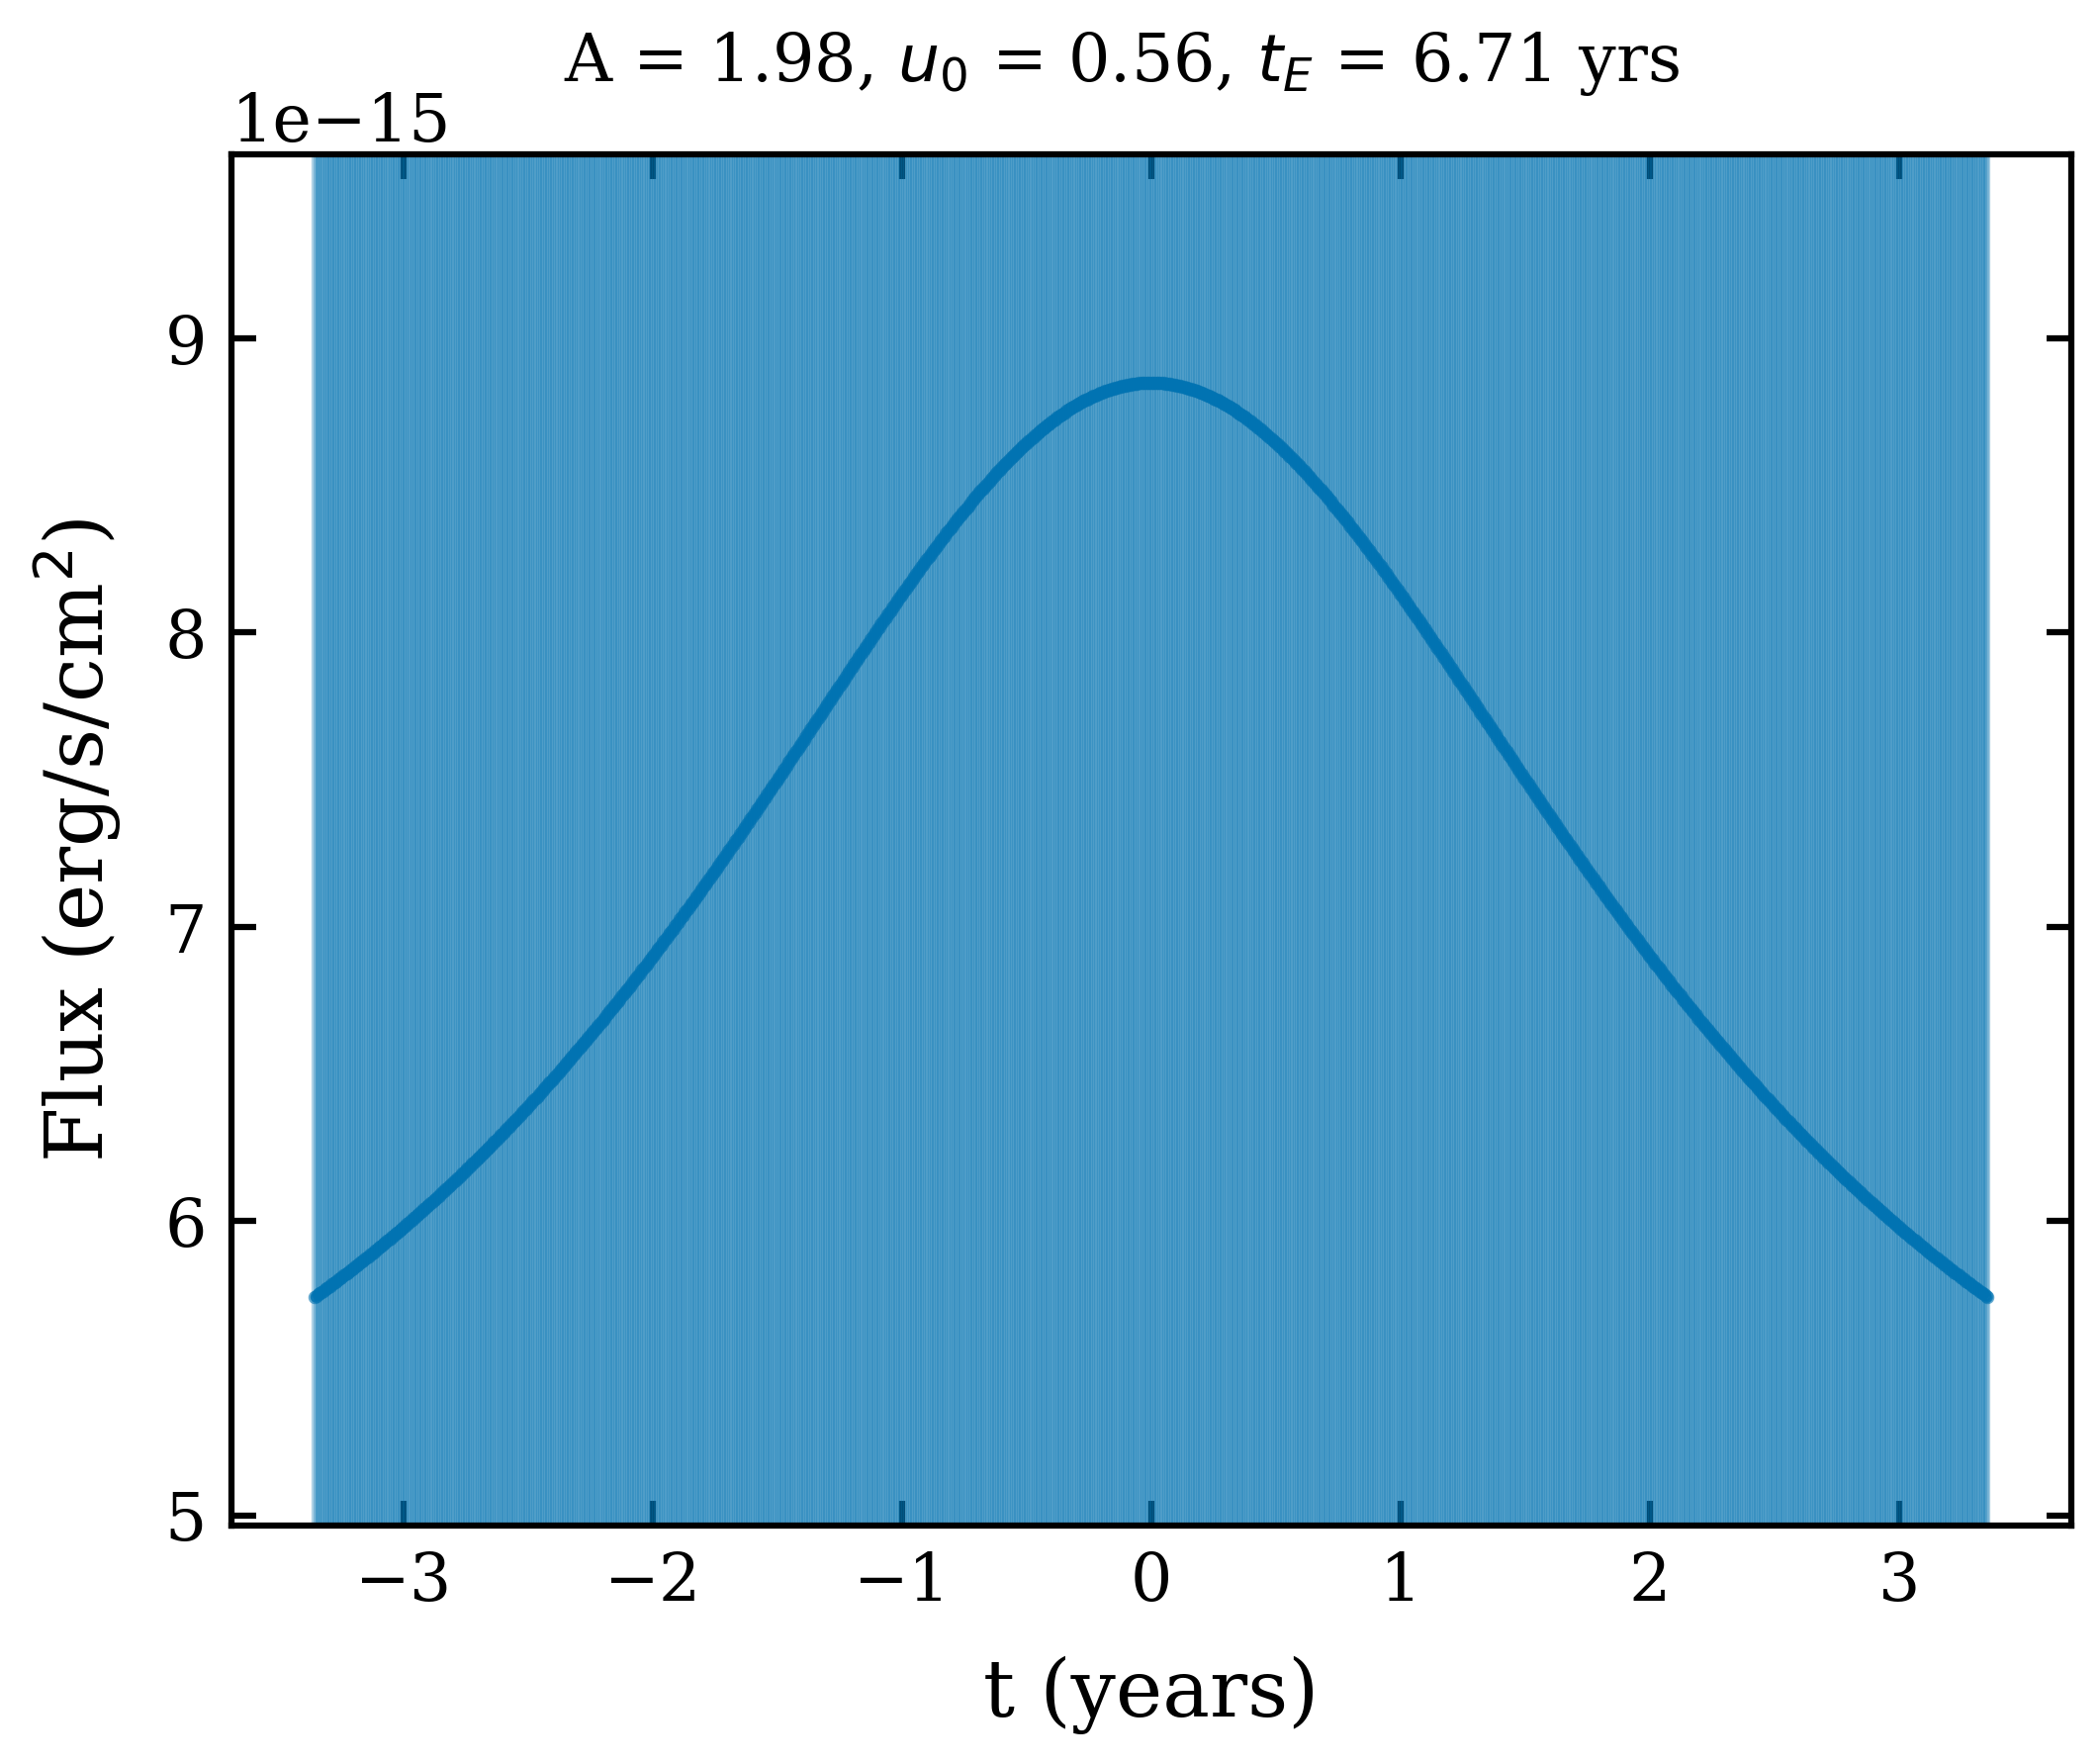 A = 1.98, u₀ = 0.56, t_E = 6.71 yrs
1e−15
9
8
7
6
5
Flux (erg/s/cm²)
−3 −2 −1 0 1 2 3
t (years)